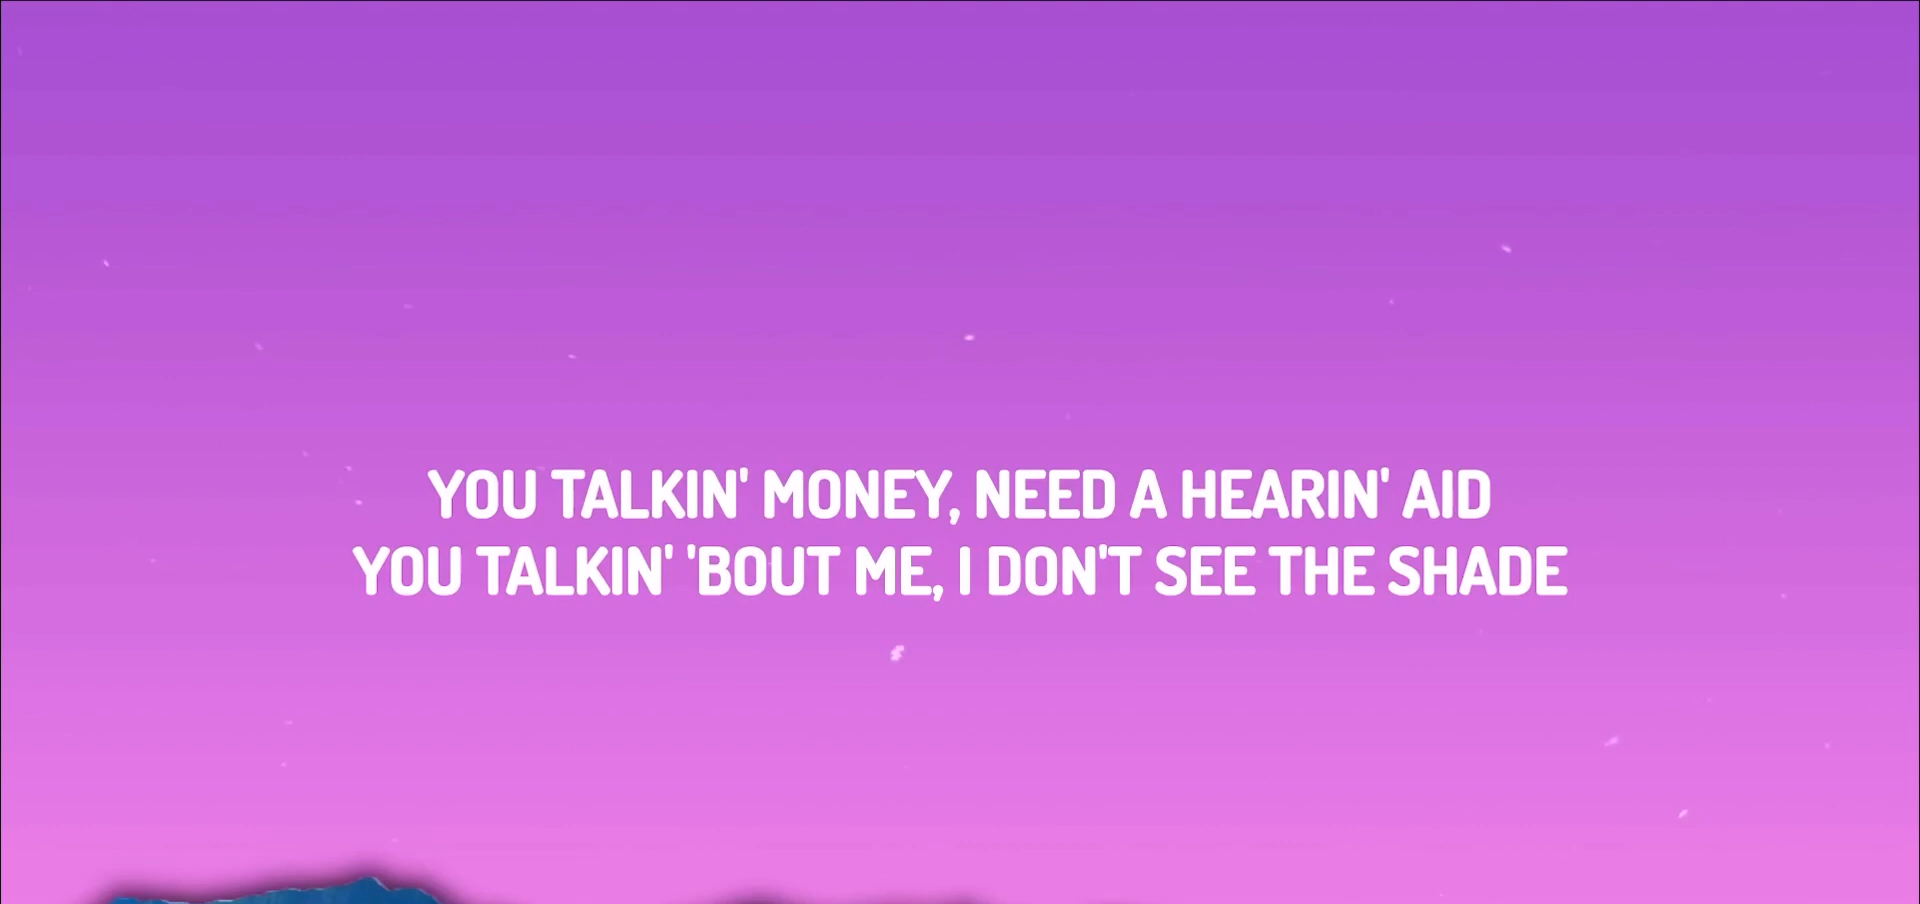 YOU TALKIN' MONEY, NEED A HEARIN' AID
YOU TALKIN' 'BOUT ME, I DON'T SEE THE SHADE